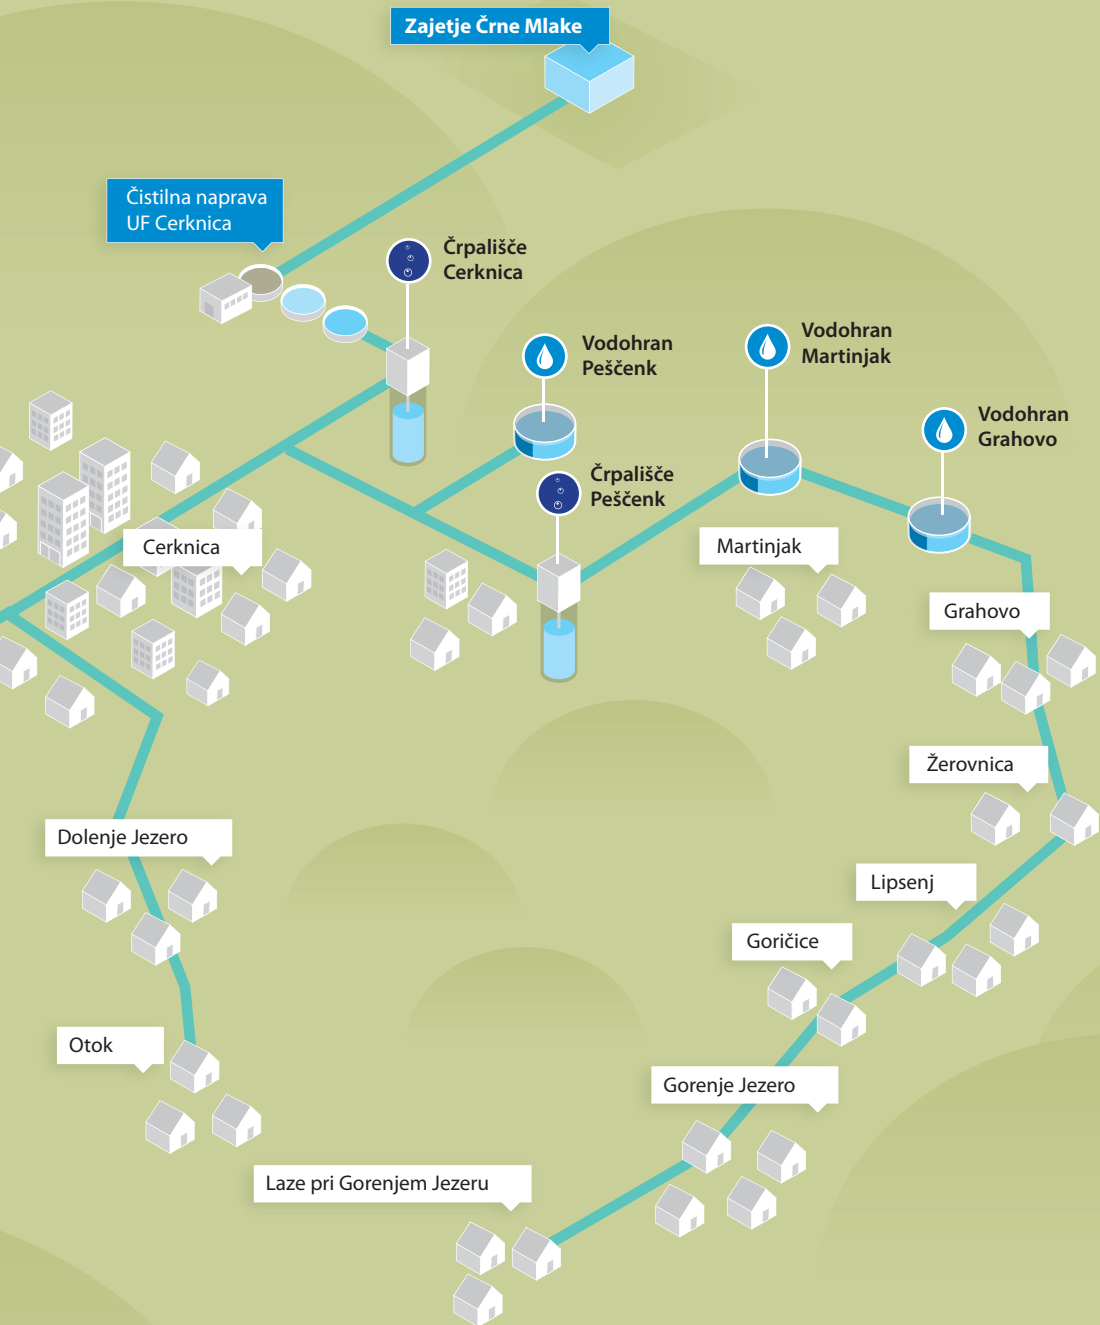 Zajetje Črne Mlake
Čistilna naprava
UF Cerknica
Črpališče
Cerknica
Vodohran
Peščenk
Vodohran
Martinjak
Vodohran
Grahovo
Črpališče
Peščenk
Cerknica
Martinjak
Grahovo
Žerovnica
Dolenje Jezero
Lipsenj
Goričice
Otok
Gorenje Jezero
Laze pri Gorenjem Jezeru